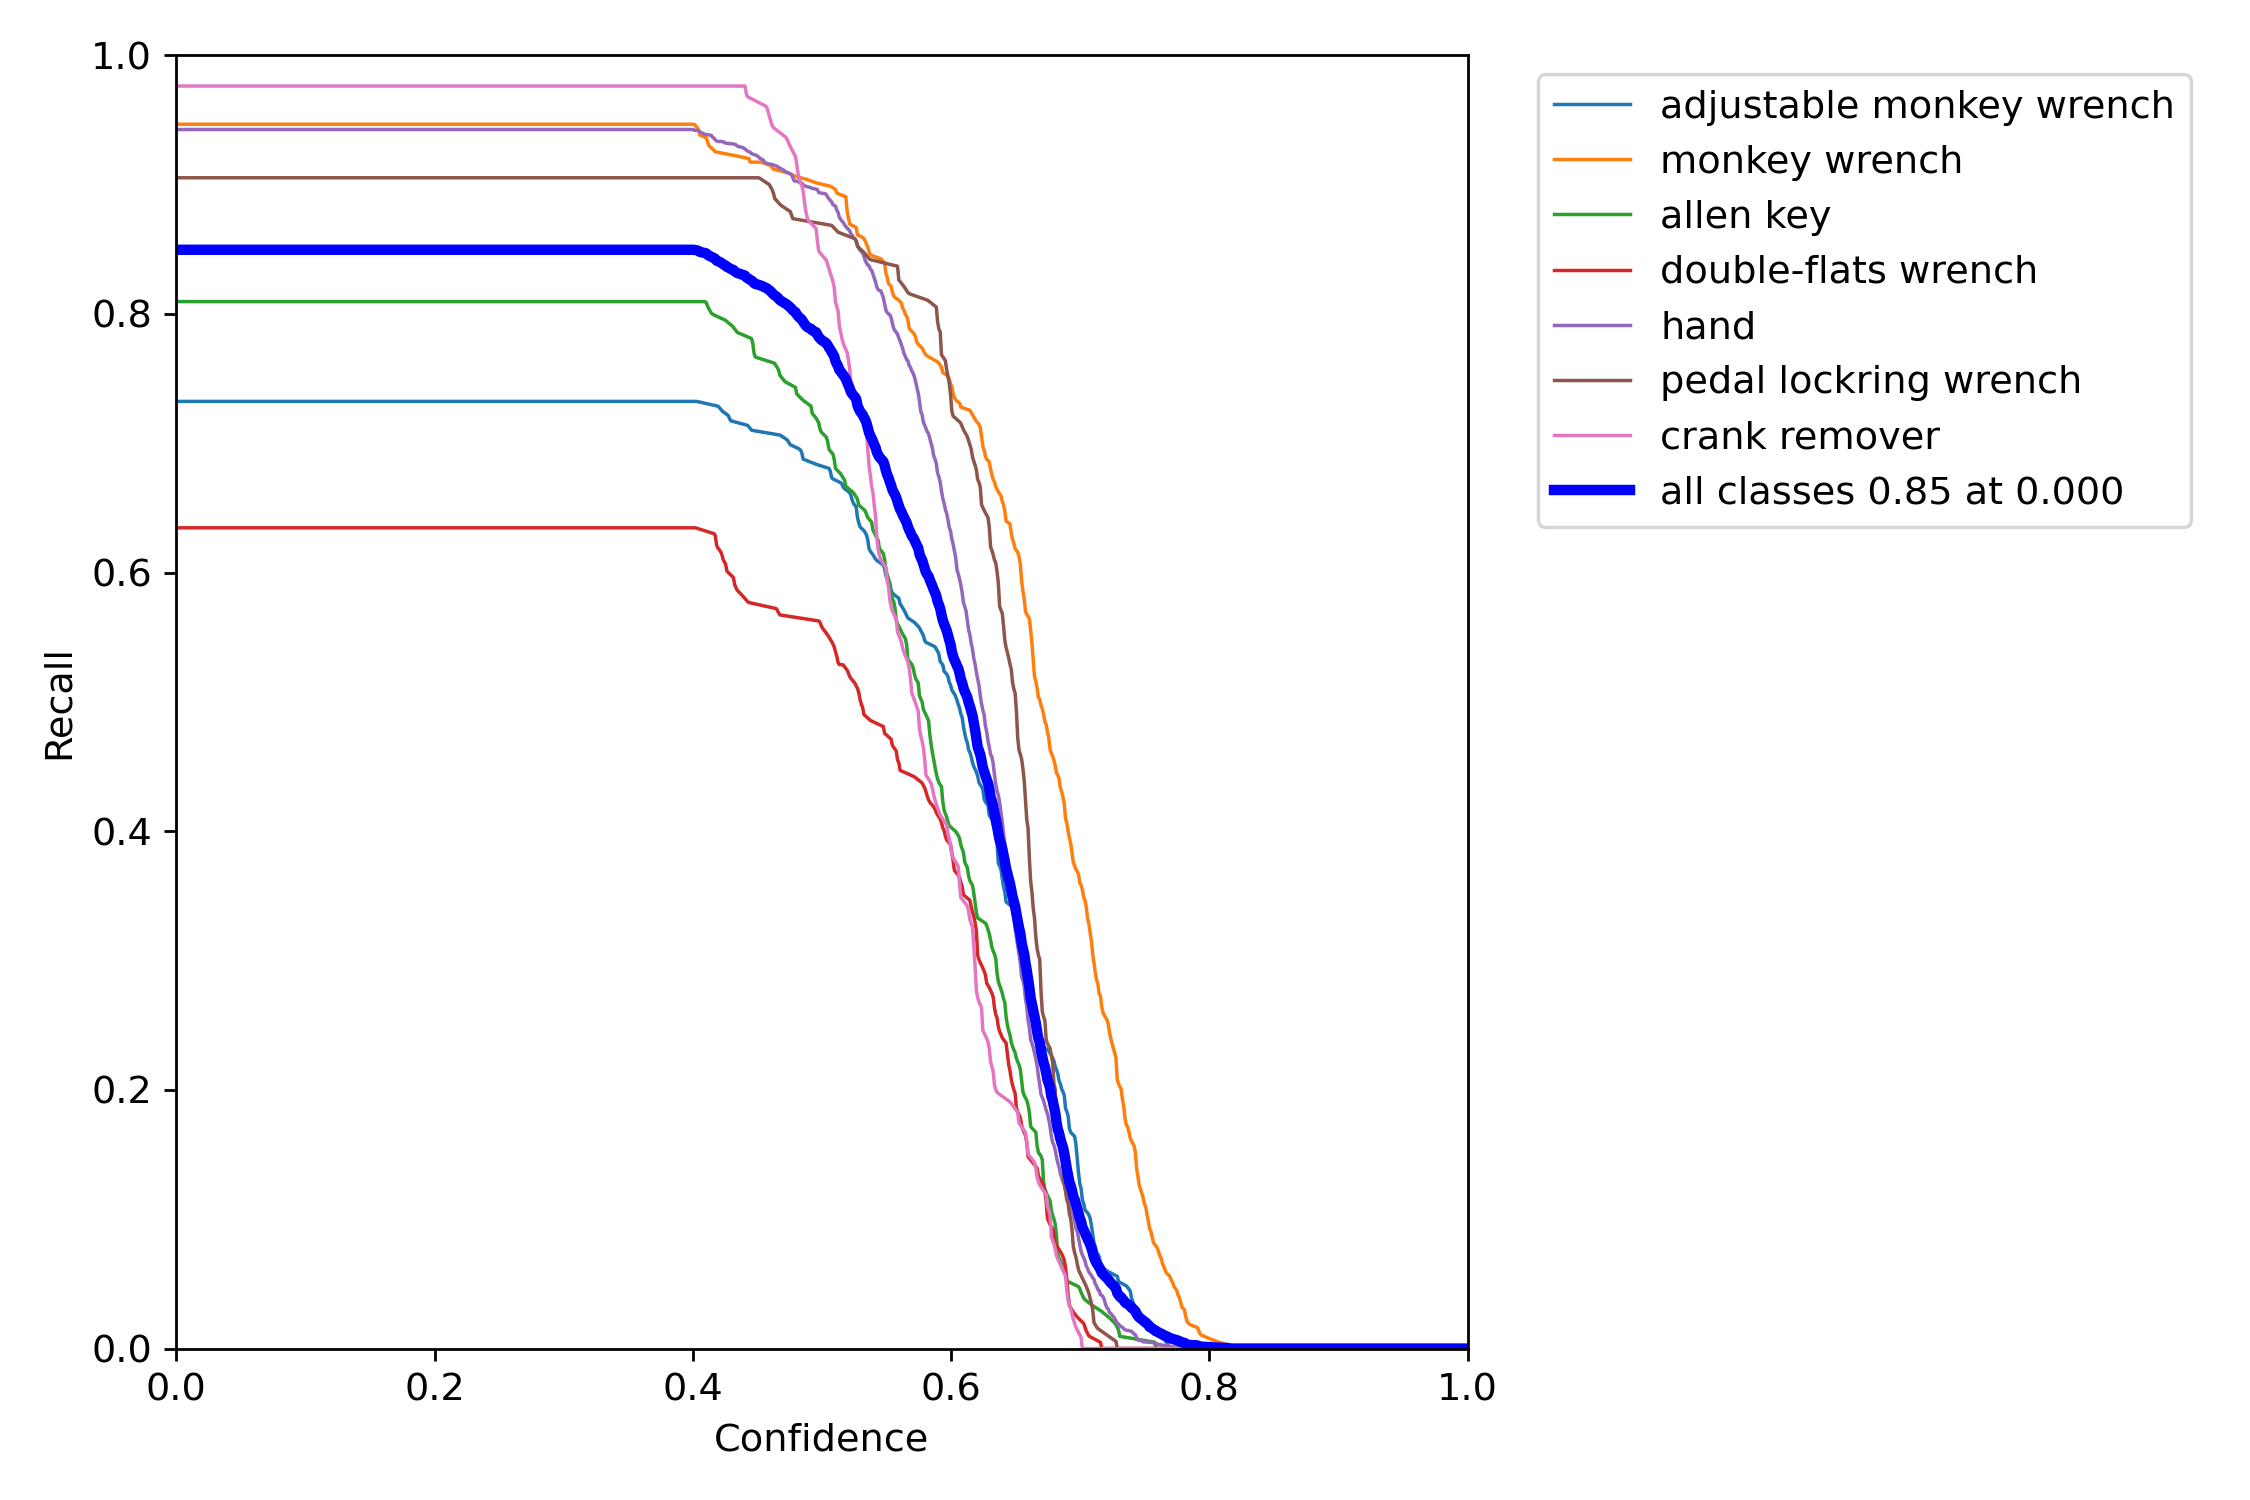 1.0
0.8
0.6
0.4
0.2
0.0
Recall
0.0 0.2 0.4 0.6 0.8 1.0
Confidence
adjustable monkey wrench
monkey wrench
allen key
double-flats wrench
hand
pedal lockring wrench
crank remover
all classes 0.85 at 0.000